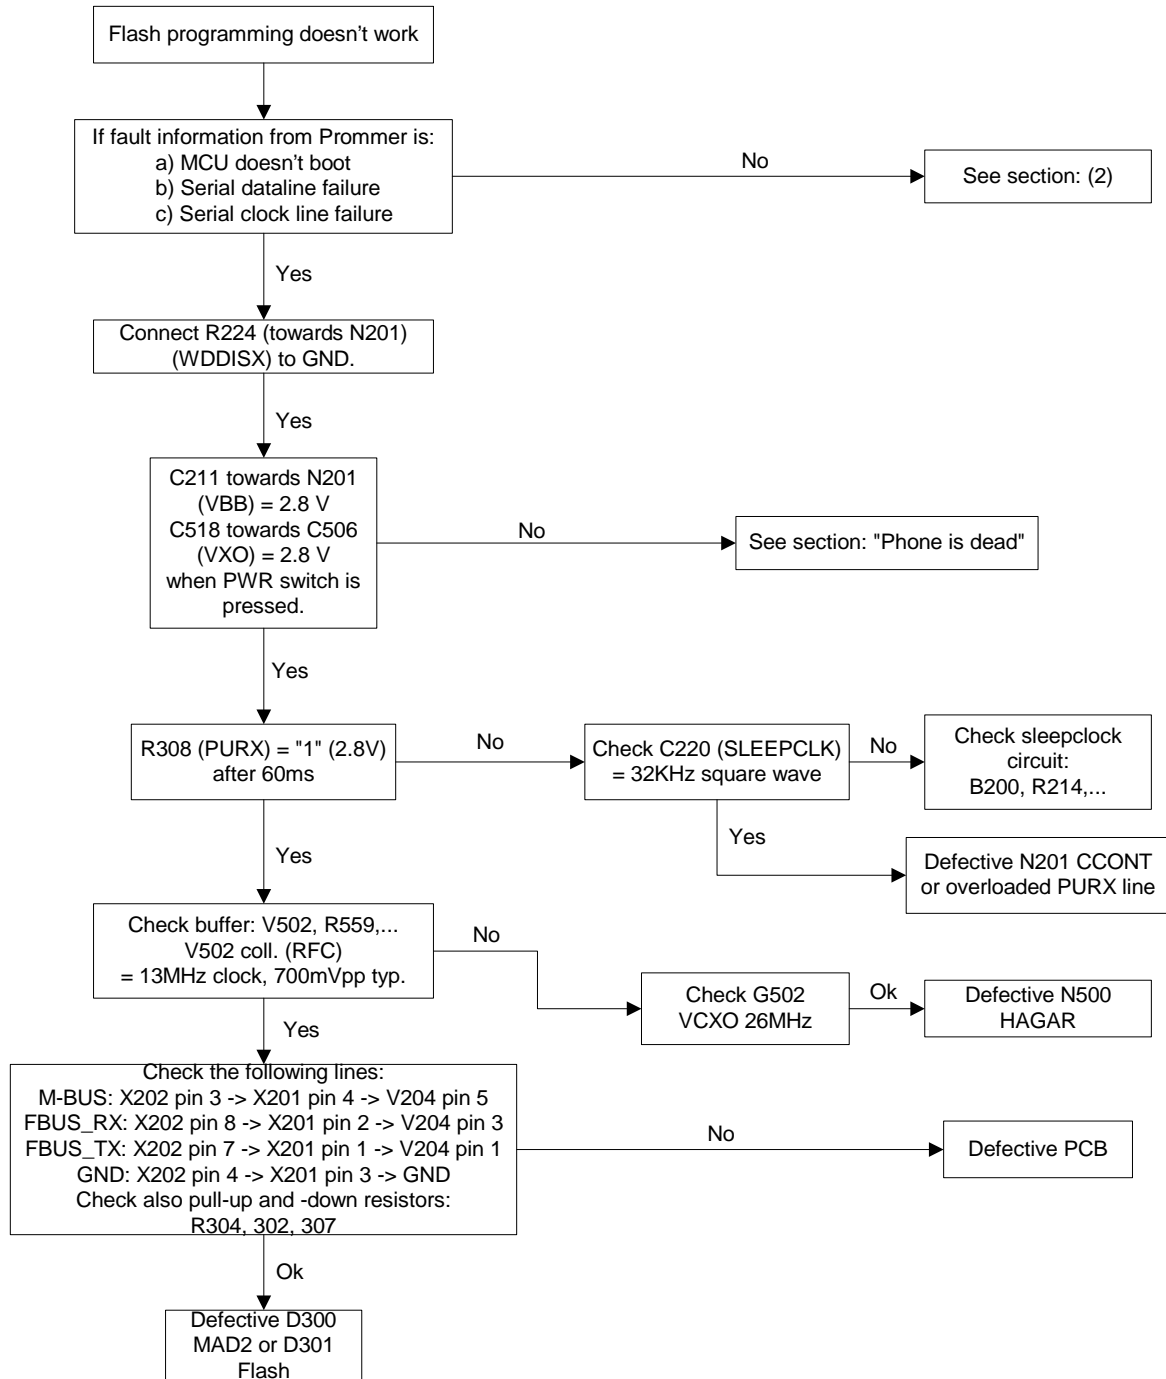 Flash programming doesn't work
If fault information from Prommer is:
a) MCU doesn't boot
b) Serial dataline failure
c) Serial clock line failure
No
See section: (2)
Yes
Connect R224 (towards N201)
(WDDISX) to GND.
Yes
C211 towards N201
(VBB) = 2.8 V
C518 towards C506
(VXO) = 2.8 V
when PWR switch is
pressed.
No
See section: "Phone is dead"
Yes
R308 (PURX) = "1" (2.8V)
after 60ms
No
Check C220 (SLEEPCLK)
= 32KHz square wave
No
Check sleepclock
circuit:
B200, R214,...
Yes
Defective N201 CCONT
or overloaded PURX line
Yes
Check buffer: V502, R559,...
V502 coll. (RFC)
= 13MHz clock, 700mVpp typ.
No
Check G502
VCXO 26MHz
Ok
Defective N500
HAGAR
Yes
Check the following lines:
M-BUS: X202 pin 3 -> X201 pin 4 -> V204 pin 5
FBUS_RX: X202 pin 8 -> X201 pin 2 -> V204 pin 3
FBUS_TX: X202 pin 7 -> X201 pin 1 -> V204 pin 1
GND: X202 pin 4 -> X201 pin 3 -> GND
Check also pull-up and -down resistors:
R304, 302, 307
No
Defective PCB
Ok
Defective D300
MAD2 or D301
Flash